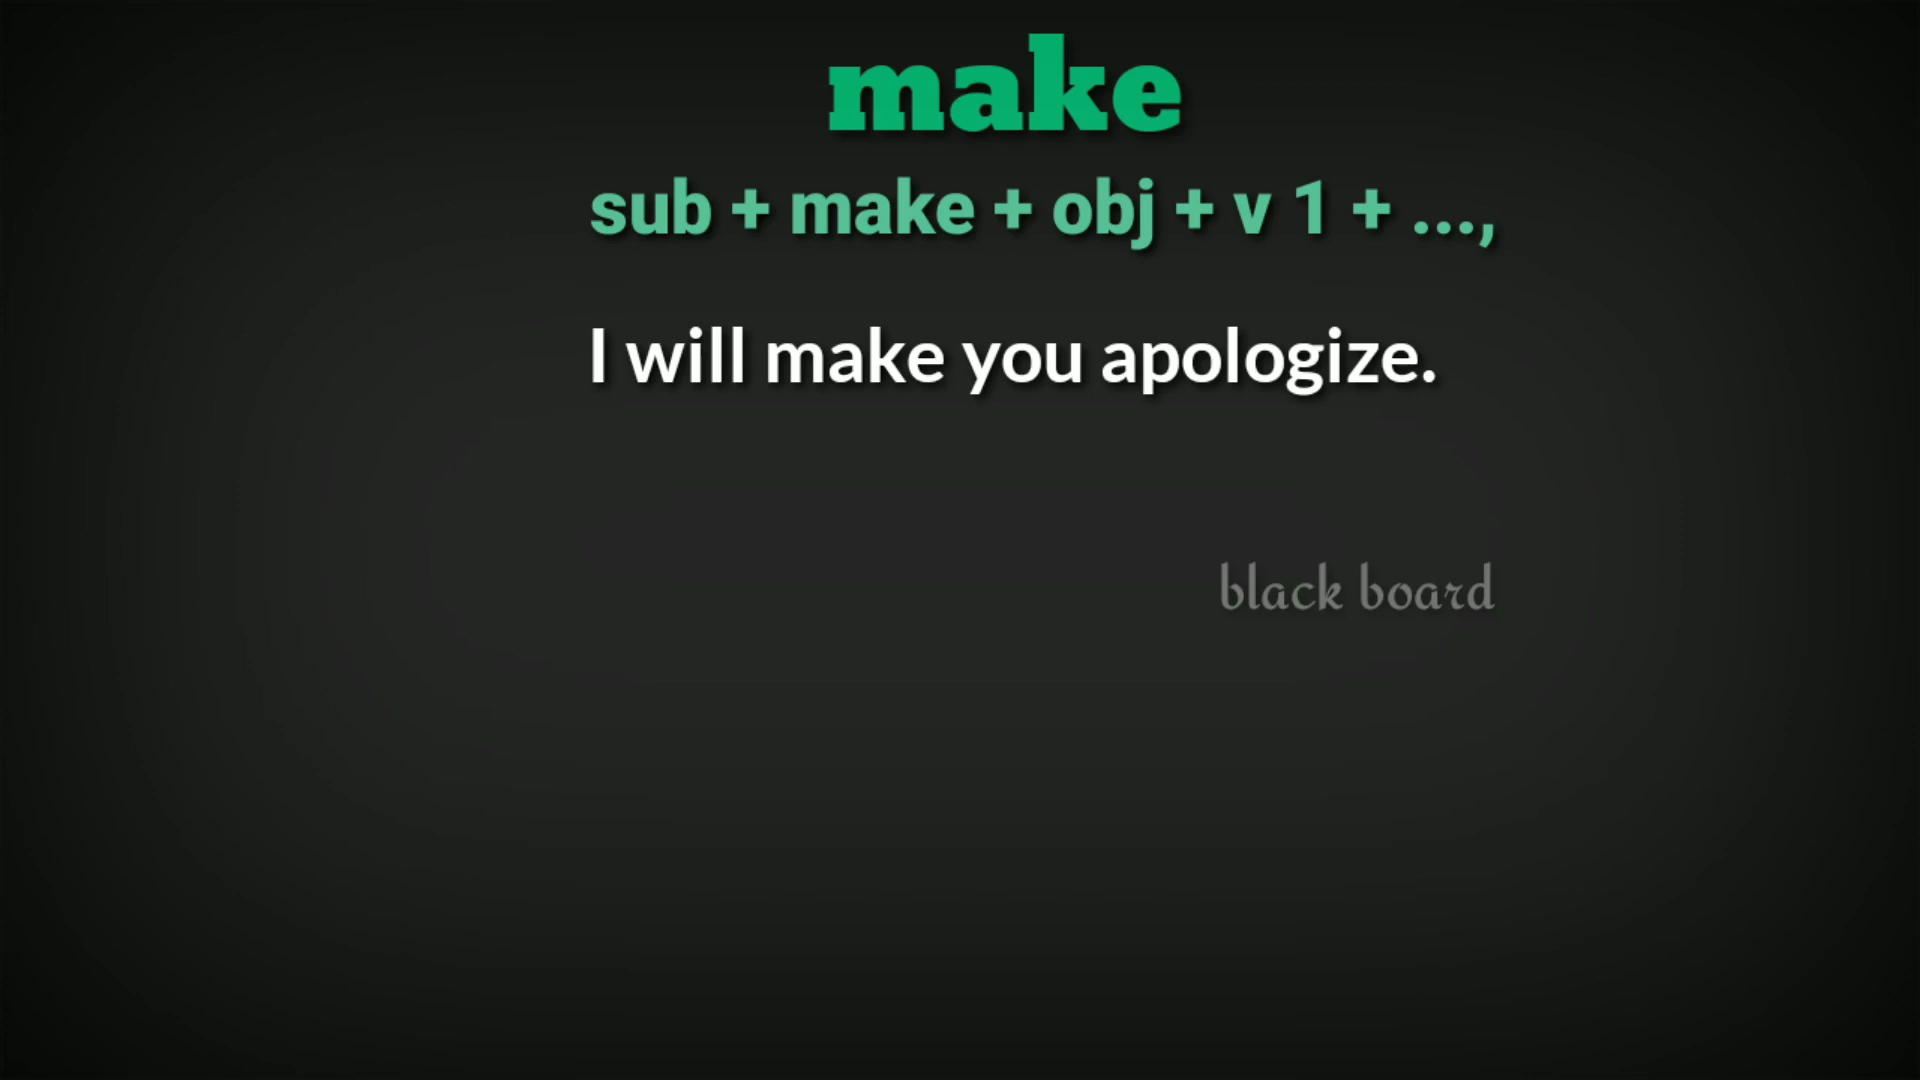 make
sub + make + obj + v 1 + ...,
I will make you apologize.
black board